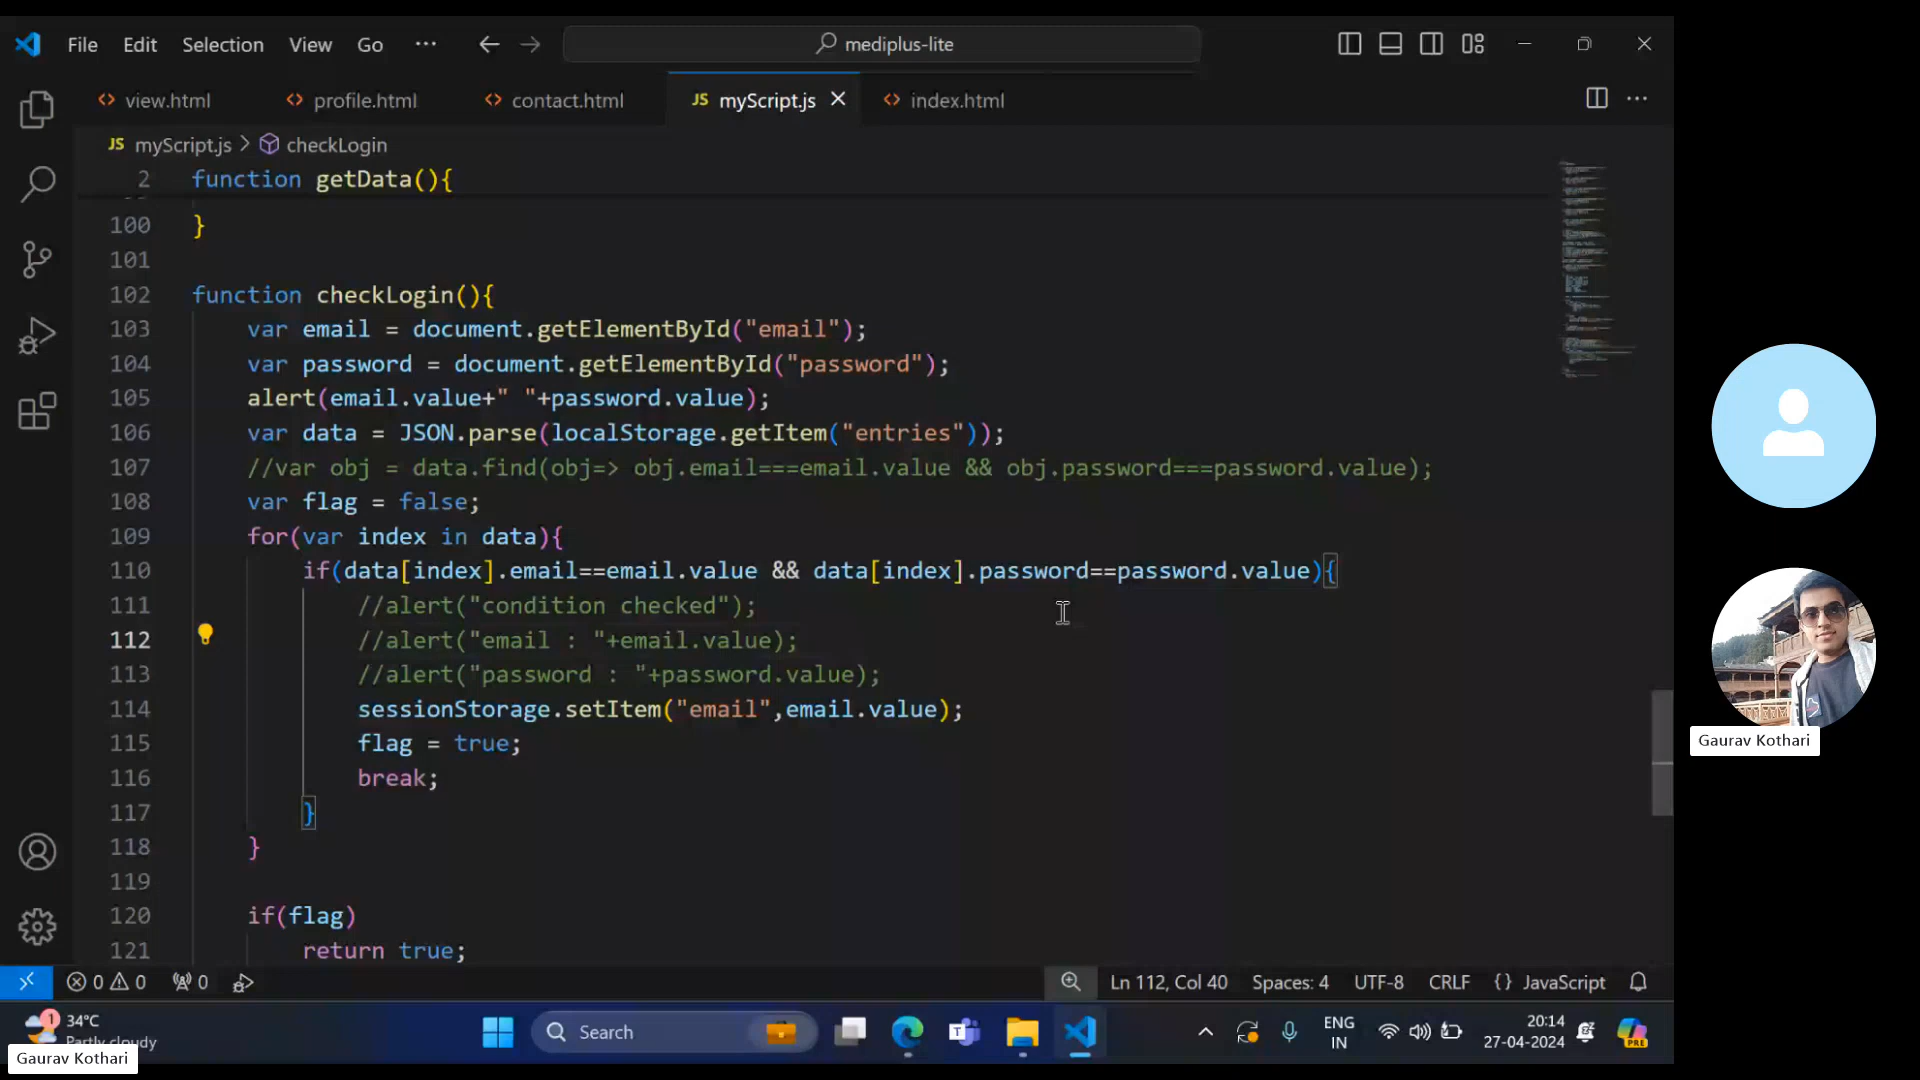 File Edit Selection View Go ··· mediplus-lite
view.html profile.html contact.html JS myScript.js index.html ···
JS myScript.js > checkLogin
2 function getData(){
100 }
101
102 function checkLogin(){
103 var email = document.getElementById("email");
104 var password = document.getElementById("password");
105 alert(email.value+" "+password.value);
106 var data = JSON.parse(localStorage.getItem("entries"));
107 //var obj = data.find(obj=> obj.email===email.value && obj.password===password.value);
108 var flag = false;
109 for(var index in data){
110 if(data[index].email==email.value && data[index].password==password.value){
111 //alert("condition checked");
112 //alert("email : "+email.value);
113 //alert("password : "+password.value);
114 sessionStorage.setItem("email",email.value);
115 flag = true;
116 break;
117 }
118 }
119
120 if(flag)
121 return true;
Gaurav Kothari
0 0 0 Ln 112, Col 40 Spaces: 4 UTF-8 CRLF {} JavaScript
1 34°C
Partly cloudy
Search
ENG
IN
20:14
27-04-2024
PRE
Gaurav Kothari